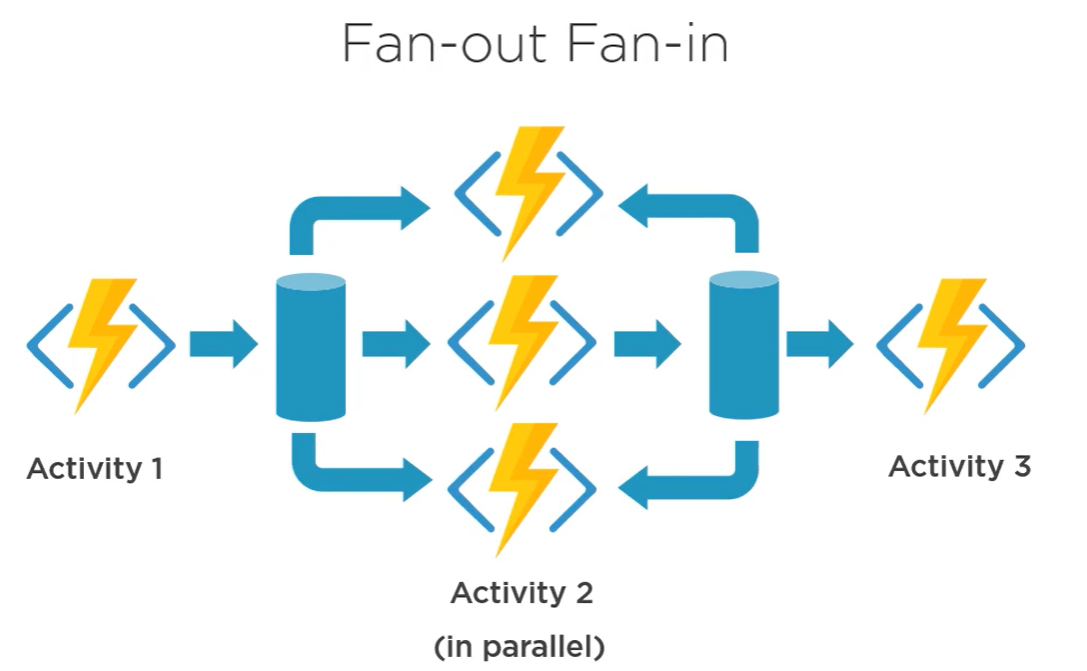 Fan-out Fan-in
Activity 1
Activity 3
Activity 2
(in parallel)